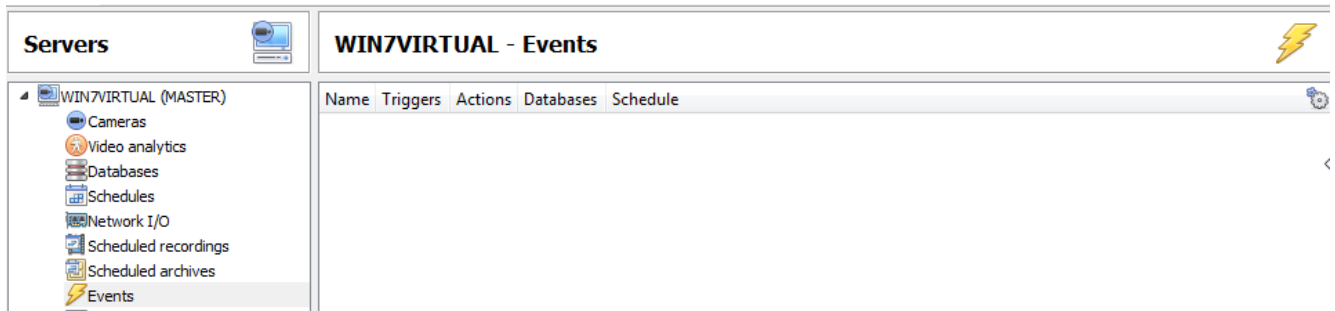 Servers
WIN7VIRTUAL - Events
WIN7VIRTUAL (MASTER)
Cameras
Video analytics
Databases
Schedules
Network I/O
Scheduled recordings
Scheduled archives
Events
Name Triggers Actions Databases Schedule